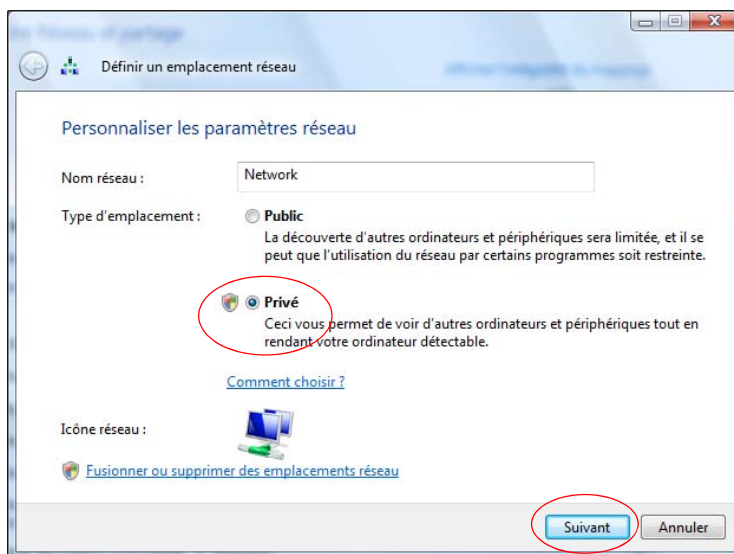 Définir un emplacement réseau
Personnaliser les paramètres réseau
Nom réseau :
Network
Type d'emplacement :
Public
La découverte d'autres ordinateurs et périphériques sera limitée, et il se
peut que l'utilisation du réseau par certains programmes soit restreinte.
Privé
Ceci vous permet de voir d'autres ordinateurs et périphériques tout en
rendant votre ordinateur détectable.
Comment choisir ?
Icône réseau :
Fusionner ou supprimer des emplacements réseau
Suivant
Annuler